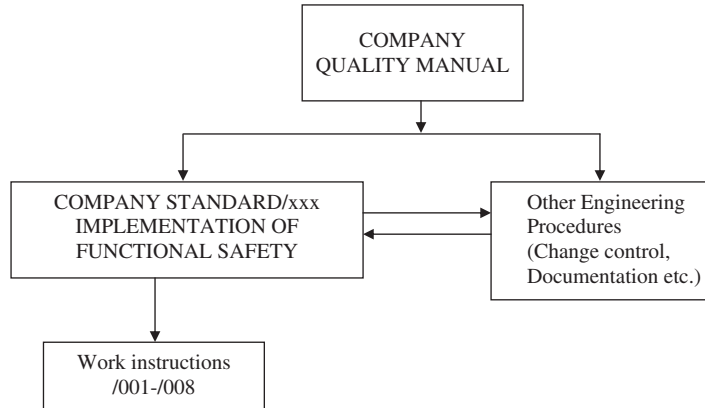 COMPANY
QUALITY MANUAL
COMPANY STANDARD/xxx
IMPLEMENTATION OF
FUNCTIONAL SAFETY
Other Engineering
Procedures
(Change control,
Documentation etc.)
Work instructions
/001-/008